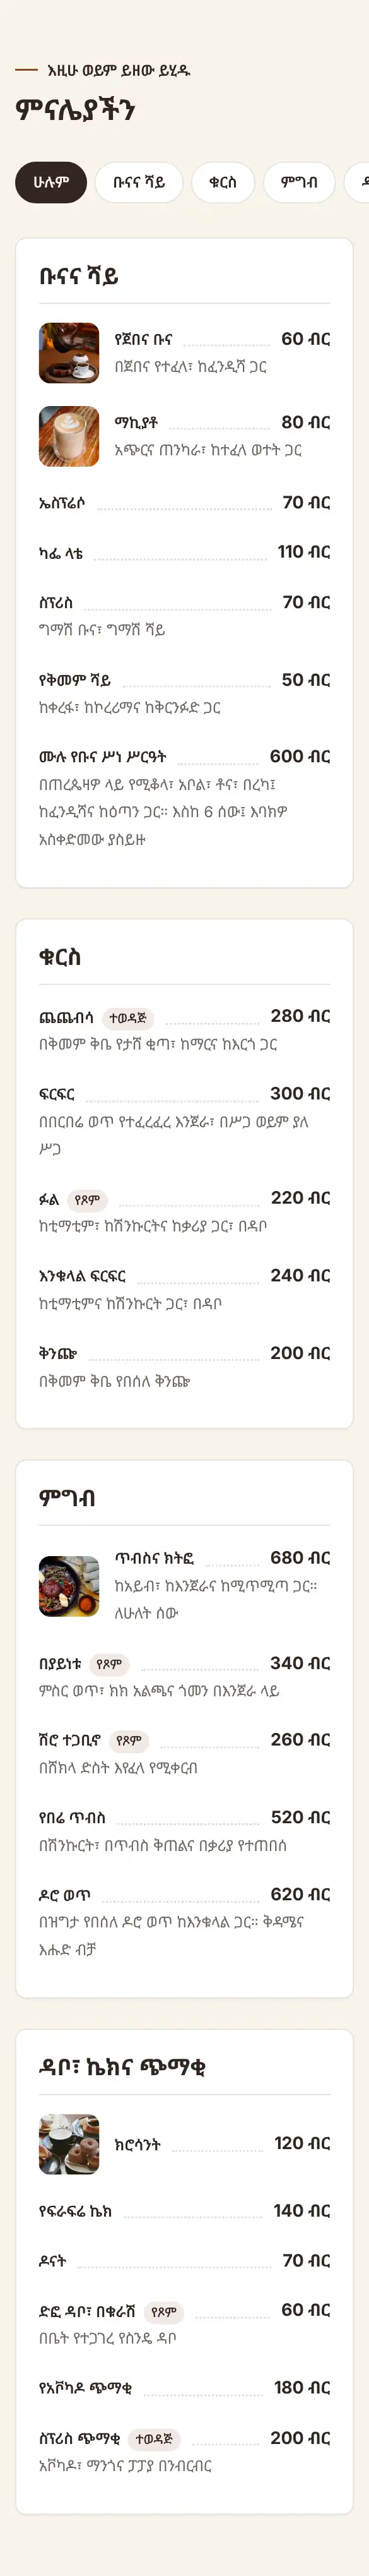 እዚሁ ወይም ይዘው ይሂዱ
ምናሌያችን
ሁሉም ቡናና ሻይ ቁርስ ምግብ
ቡናና ሻይ
የጀበና ቡና 60 ብር
በጀበና የተፈላ፣ ከፈንዲሻ ጋር
ማኪያቶ 80 ብር
አጭርና ጠንካራ፣ ከተፈላ ወተት ጋር
ኤስፕሬሶ 70 ብር
ካፌ ላቴ 110 ብር
ስፕሪስ 70 ብር
ግማሽ ቡና፣ ግማሽ ሻይ
የቅመም ሻይ 50 ብር
ከቀረፋ፣ ከኮረሪማና ከቅርንፉድ ጋር
ሙሉ የቡና ሥነ ሥርዓት 600 ብር
በጠረጴዛዎ ላይ የሚቆላ፣ አቦል፣ ቶና፣ በረካ፤
ከፈንዲሻና ከዕጣን ጋር። እስከ 6 ሰው፤ እባክዎ
አስቀድመው ያስይዙ
ቁርስ
ጨጨብሳ ተወዳጅ 280 ብር
በቅመም ቅቤ የታሸ ቂጣ፣ ከማርና ከእርጎ ጋር
ፍርፍር 300 ብር
በበርበሬ ወጥ የተፈረፈረ እንጀራ፣ በሥጋ ወይም ያለ
ሥጋ
ፉል የጾም 220 ብር
ከቲማቲም፣ ከሽንኩርትና ከቃሪያ ጋር፣ በዳቦ
እንቁላል ፍርፍር 240 ብር
ከቲማቲምና ከሽንኩርት ጋር፣ በዳቦ
ቅንጬ 200 ብር
በቅመም ቅቤ የበሰለ ቅንጬ
ምግብ
ጥብስና ክትፎ 680 ብር
ከአይብ፣ ከእንጀራና ከሚጥሚጣ ጋር።
ለሁለት ሰው
በያይነቱ የጾም 340 ብር
ምስር ወጥ፣ ክክ አልጫና ጎመን በእንጀራ ላይ
ሽሮ ተጋቢኖ የጾም 260 ብር
በሸክላ ድስት እየፈላ የሚቀርብ
የበሬ ጥብስ 520 ብር
በሽንኩርት፣ በጥብስ ቅጠልና በቃሪያ የተጠበሰ
ዶሮ ወጥ 620 ብር
በዝግታ የበሰለ ዶሮ ወጥ ከእንቁላል ጋር። ቅዳሜና
እሑድ ብቻ
ዳቦ፣ ኬክና ጭማቂ
ክሮሳንት 120 ብር
የፍራፍሬ ኬክ 140 ብር
ዶናት 70 ብር
ድፎ ዳቦ፣ በቁራሽ የጾም 60 ብር
በቤት የተጋገረ የስንዴ ዳቦ
የአቮካዶ ጭማቂ 180 ብር
ስፕሪስ ጭማቂ ተወዳጅ 200 ብር
አቮካዶ፣ ማንጎና ፓፓያ በንብርብር